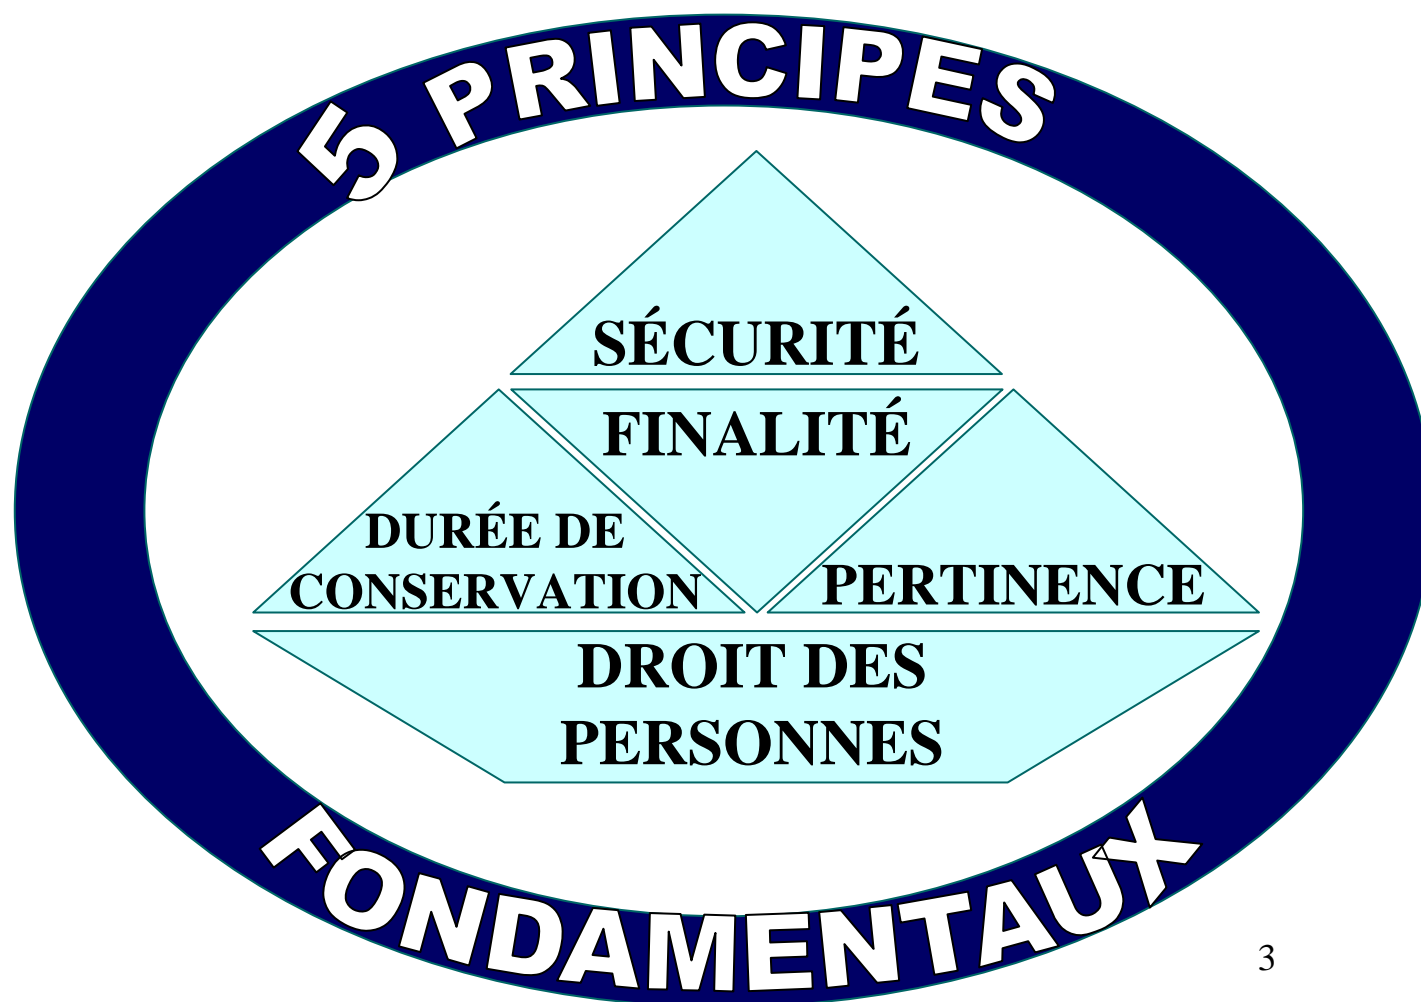 5 PRINCIPES
SÉCURITÉ
FINALITÉ
DURÉE DE
CONSERVATION
PERTINENCE
DROIT DES
PERSONNES
FONDAMENTAUX
3